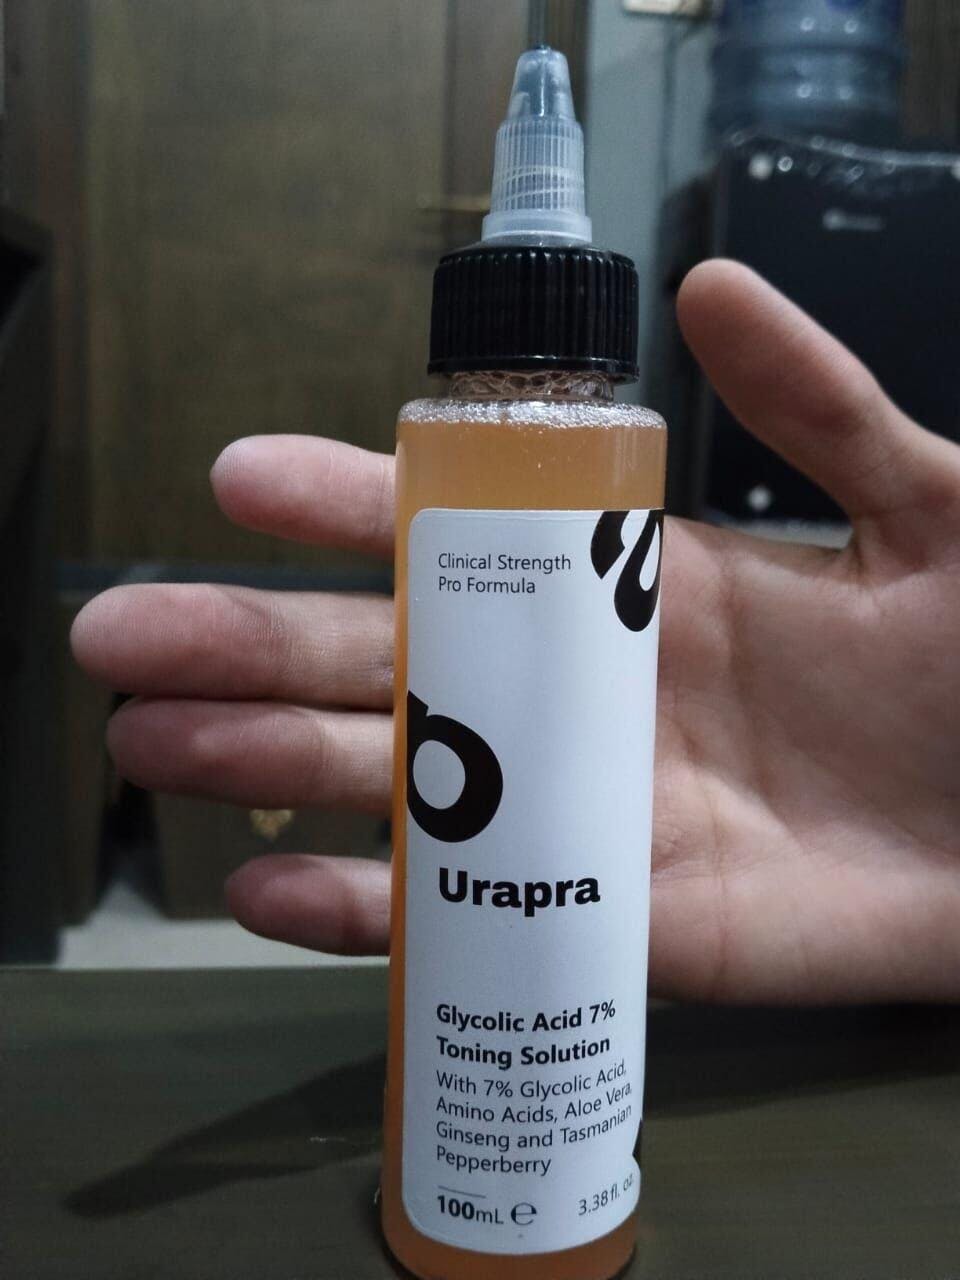 Clinical Strength
Pro Formula
Urapra
Glycolic Acid 7%
Toning Solution
With 7% Glycolic Acid,
Amino Acids, Aloe Vera,
Ginseng and Tasmanian
Pepperberry
100mL ℮
3.38 fl. oz.